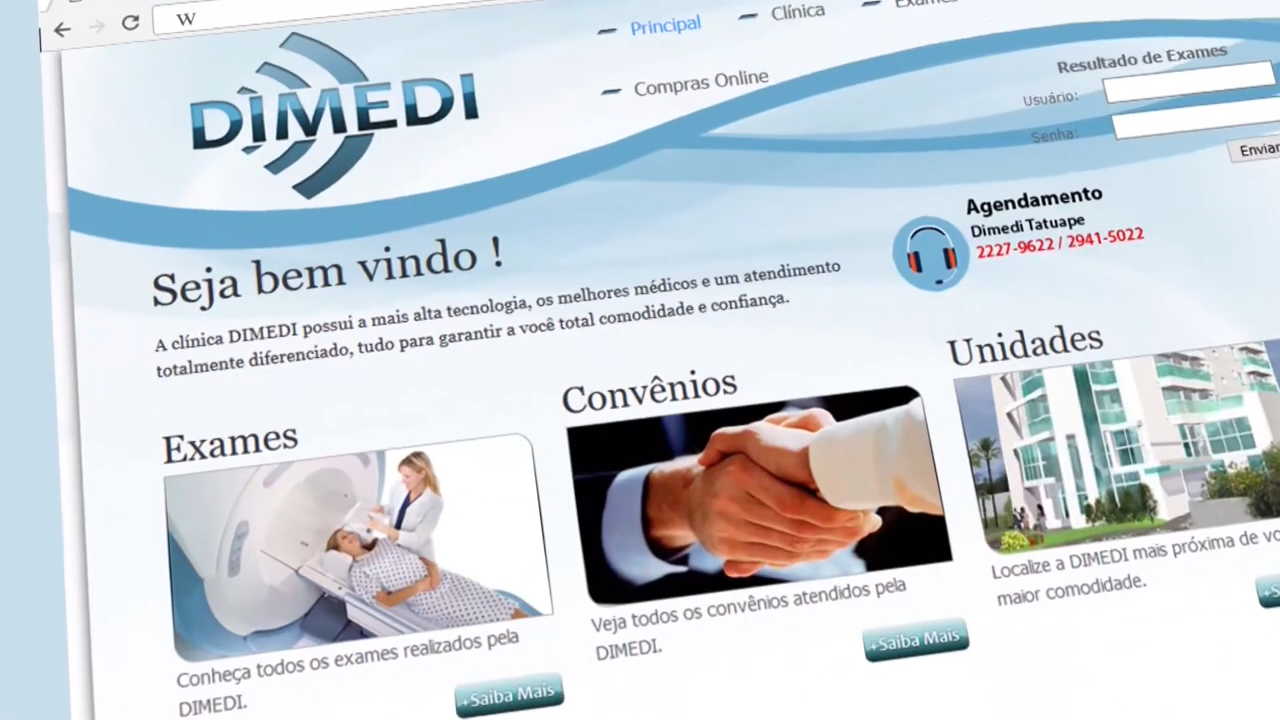 W
DIMEDI
Principal
Clínica
Exames
Compras Online
Resultado de Exames
Usuário:
Senha:
Enviar
Agendamento
Dimedi Tatuape
2227-9622 / 2941-5022
Seja bem vindo !
A clínica DIMEDI possui a mais alta tecnologia, os melhores médicos e um atendimento
totalmente diferenciado, tudo para garantir a você total comodidade e confiança.
Exames
Conheça todos os exames realizados pela
DIMEDI.
+Saiba Mais
Convênios
Veja todos os convênios atendidos pela
DIMEDI.
+Saiba Mais
Unidades
Localize a DIMEDI mais próxima de vo
maior comodidade.
+S